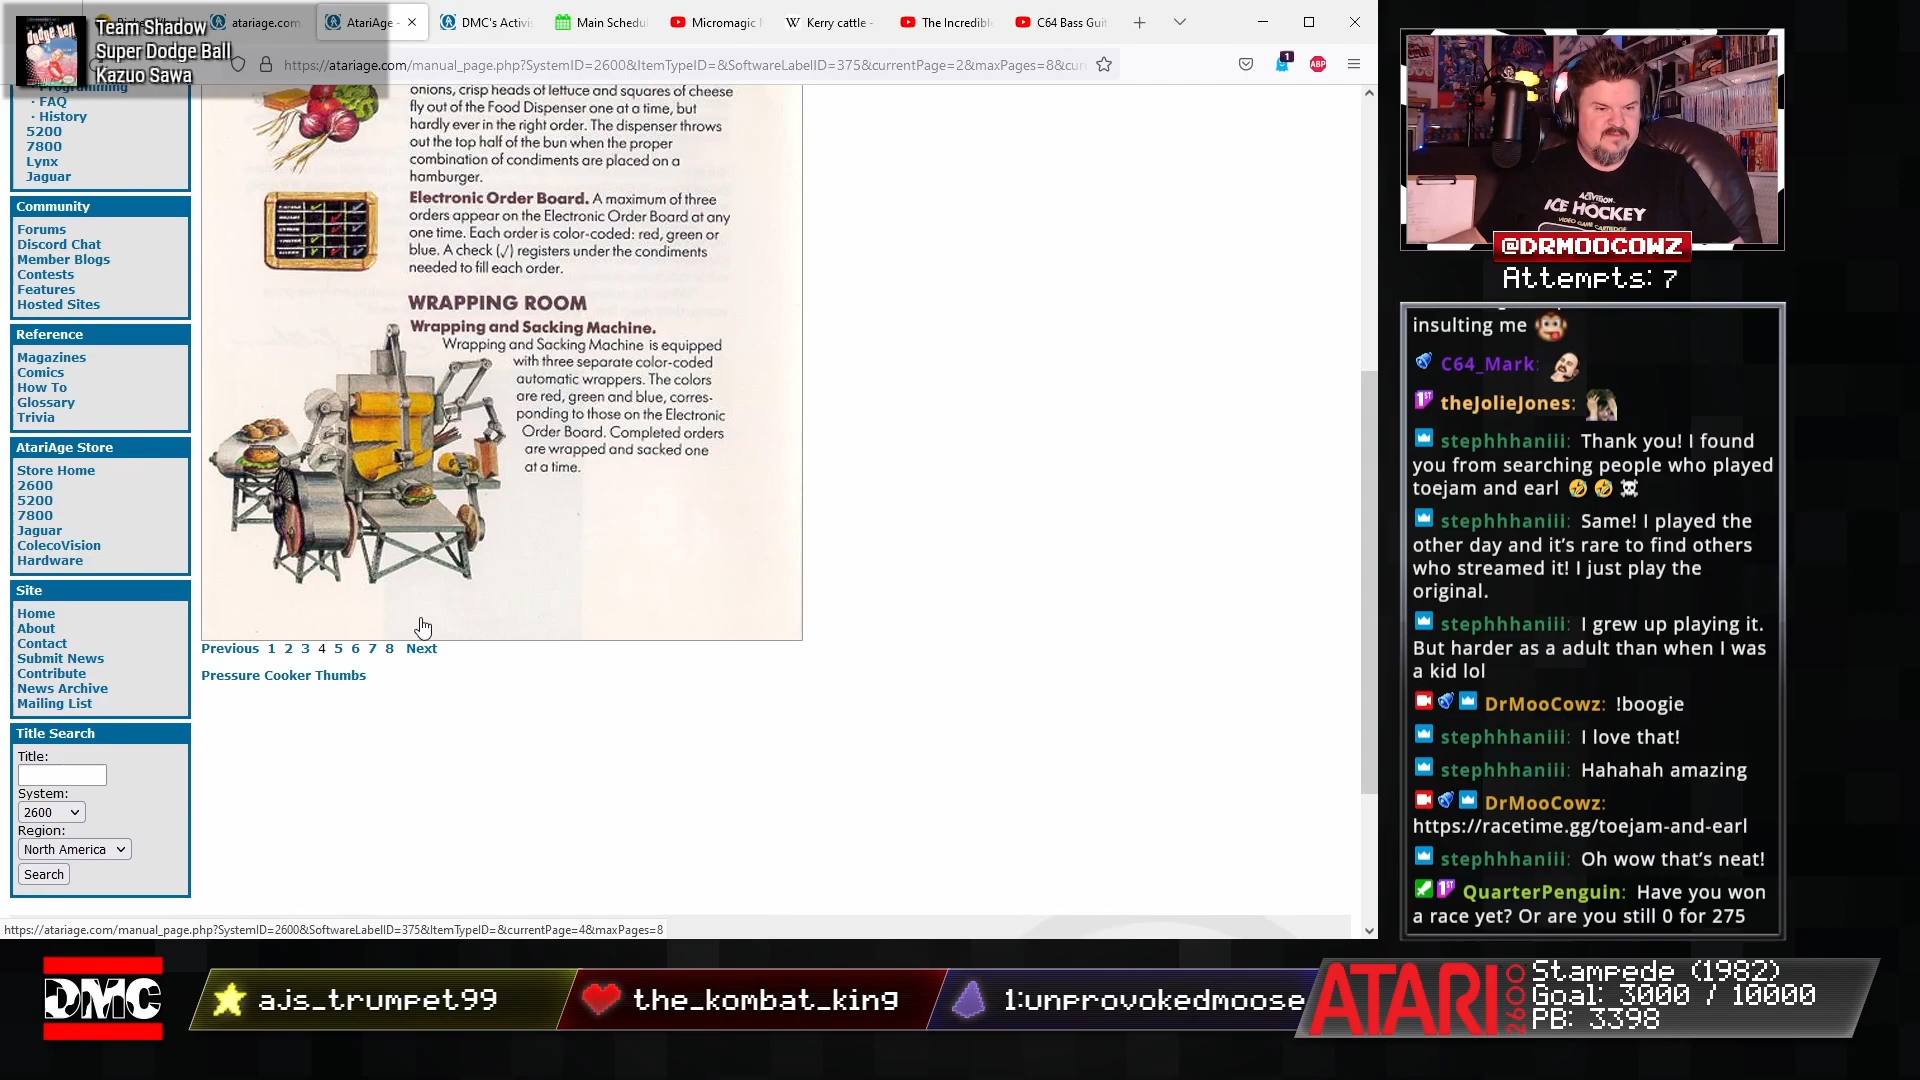 Team Shadow
Super Dodge Ball
Kazuo Sawa
atariage.com
AtariAge -
DMC's Activi
Main Schedu
Micromagic
Kerry cattle -
The Incredibl
C64 Bass Gui
https://atariage.com/manual_page.php?SystemID=2600&ItemTypeID=&SoftwareLabelID=375&currentPage=2&maxPages=8&cur
1
ABP
· Programming
· FAQ
· History
5200
7800
Lynx
Jaguar
Community
Forums
Discord Chat
Member Blogs
Contests
Features
Hosted Sites
Reference
Magazines
Comics
How To
Glossary
Trivia
AtariAge Store
Store Home
2600
5200
7800
Jaguar
ColecoVision
Hardware
Site
Home
About
Contact
Submit News
Contribute
News Archive
Mailing List
Title Search
Title:
System:
2600
Region:
North America
Search
onions, crisp heads of lettuce and squares of cheese
fly out of the Food Dispenser one at a time, but
hardly ever in the right order. The dispenser throws
out the top half of the bun when the proper
combination of condiments are placed on a
hamburger.
Electronic Order Board. A maximum of three
orders appear on the Electronic Order Board at any
one time. Each order is color-coded: red, green or
blue. A check (√) registers under the condiments
needed to fill each order.
WRAPPING ROOM
Wrapping and Sacking Machine.
Wrapping and Sacking Machine is equipped
with three separate color-coded
automatic wrappers. The colors
are red, green and blue, corres-
ponding to those on the Electronic
Order Board. Completed orders
are wrapped and sacked one
at a time.
Previous 1 2 3 4 5 6 7 8 Next
Pressure Cooker Thumbs
https://atariage.com/manual_page.php?SystemID=2600&SoftwareLabelID=375&ItemTypeID=&currentPage=4&maxPages=8
ACTIVISION
ICE HOCKEY
VIDEO GAME CARTRIDGE
@DRMOOCOWZ
Attempts: 7
insulting me
C64_Mark:
theJolieJones:
stephhhaniii: Thank you! I found
you from searching people who played
toejam and earl
stephhhaniii: Same! I played the
other day and it's rare to find others
who streamed it! I just play the
original.
stephhhaniii: I grew up playing it.
But harder as a adult than when I was
a kid lol
DrMooCowz: !boogie
stephhhaniii: I love that!
stephhhaniii: Hahahah amazing
DrMooCowz:
https://racetime.gg/toejam-and-earl
stephhhaniii: Oh wow that's neat!
QuarterPenguin: Have you won
a race yet? Or are you still 0 for 275
DMC
ajs_trumpet99
the_kombat_king
1:unprovokedmoose
ATARI
2600
Stampede (1982)
Goal: 3000 / 10000
PB: 3398